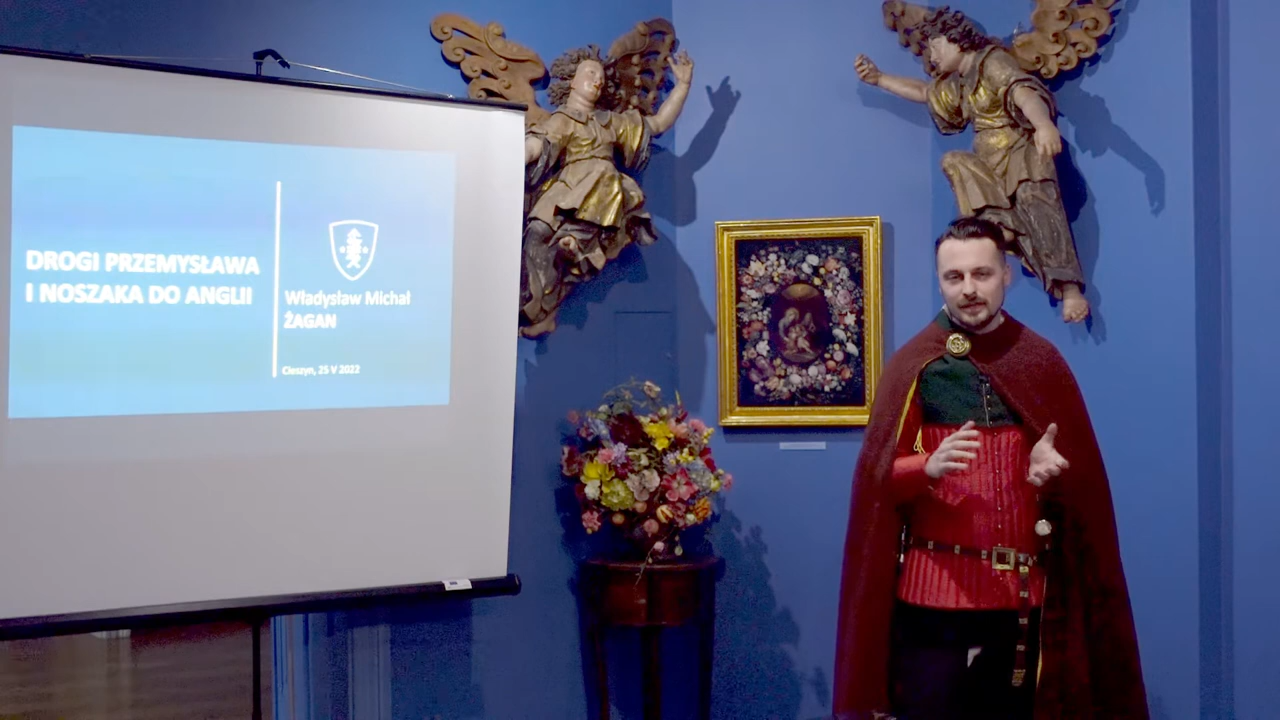 DROGI PRZEMYSŁAWA
I NOSZAKA DO ANGLII
Władysław Michał
ŻAGAN
Cieszyn, 25 V 2022